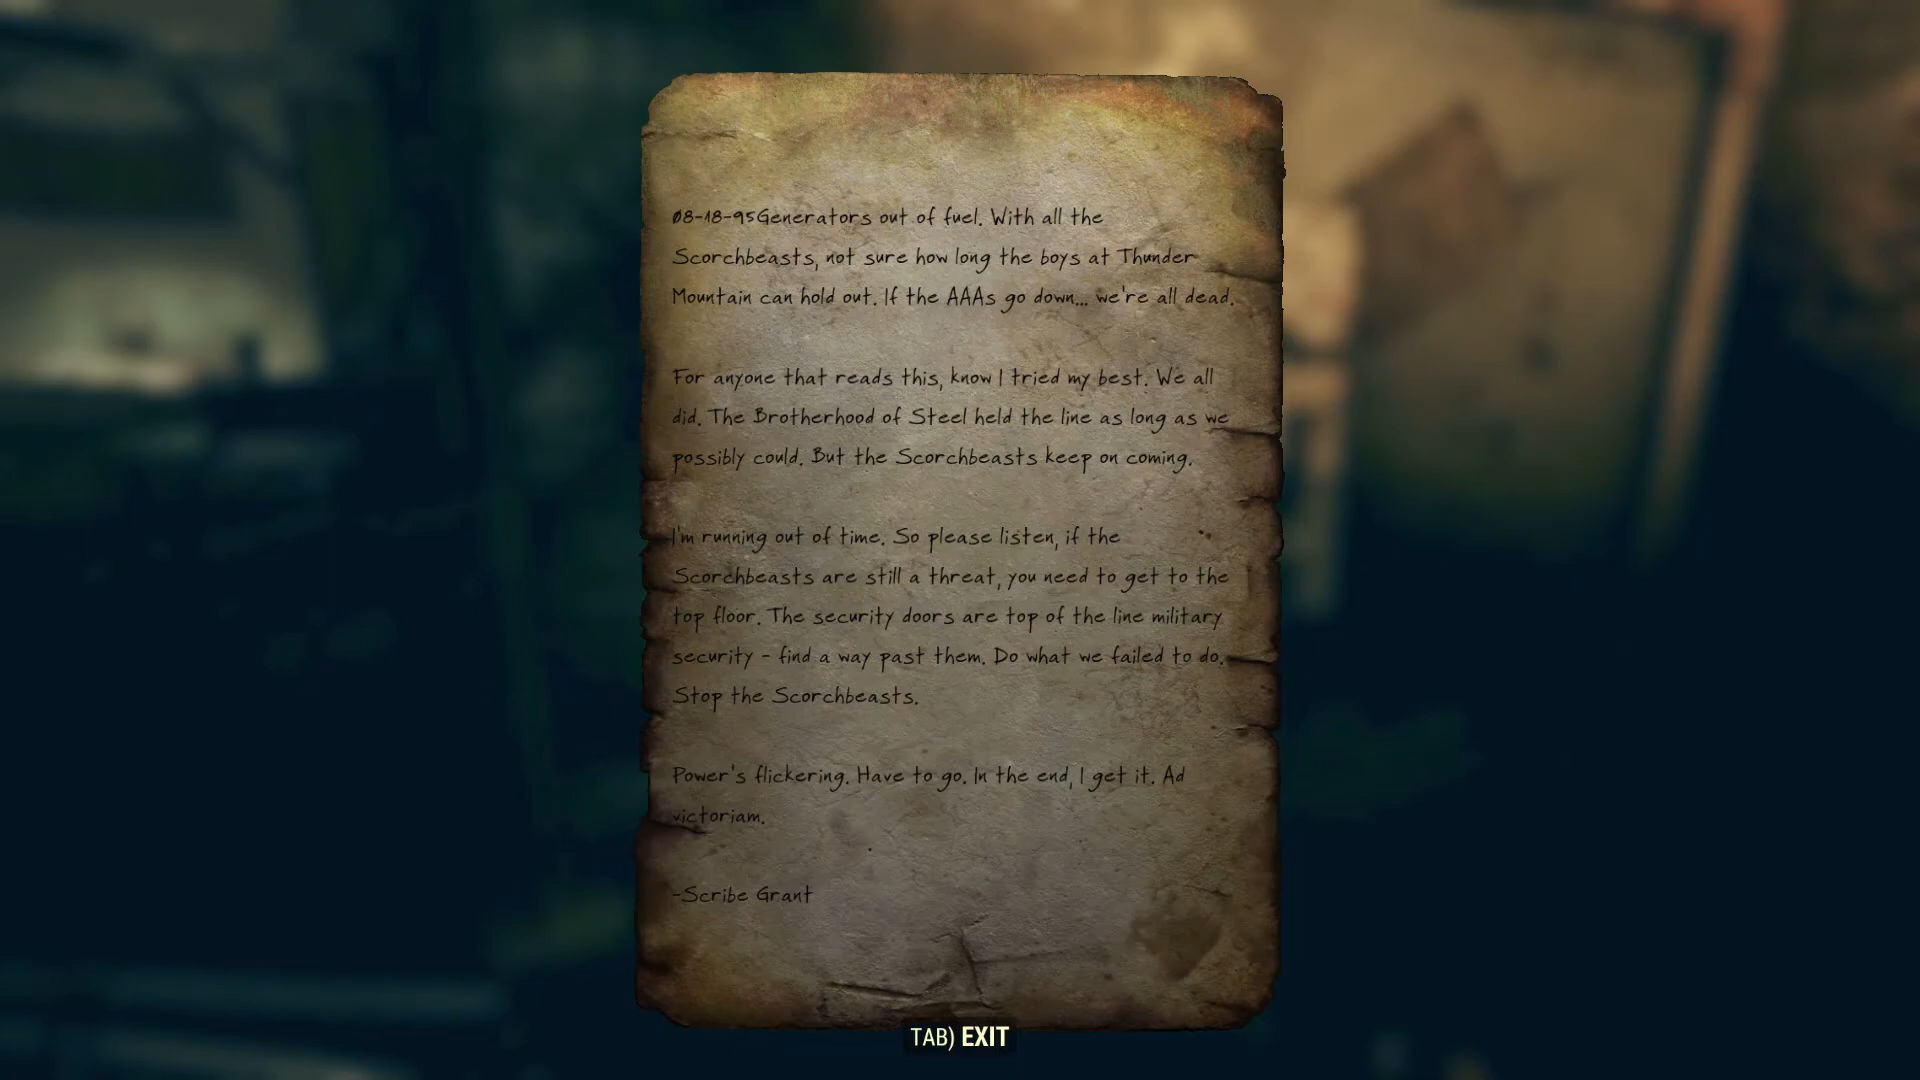 08-18-95Generators out of fuel. With all the
Scorchbeasts, not sure how long the boys at Thunder
Mountain can hold out. If the AAAs go down... we're all dead.
For anyone that reads this, know I tried my best. We all
did. The Brotherhood of Steel held the line as long as we
possibly could. But the Scorchbeasts keep on coming.
I'm running out of time. So please listen, if the
Scorchbeasts are still a threat, you need to get to the
top floor. The security doors are top of the line military
security - find a way past them. Do what we failed to do.
Stop the Scorchbeasts.
Power's flickering. Have to go. In the end, I get it. Ad
victoriam.
-Scribe Grant
TAB) EXIT